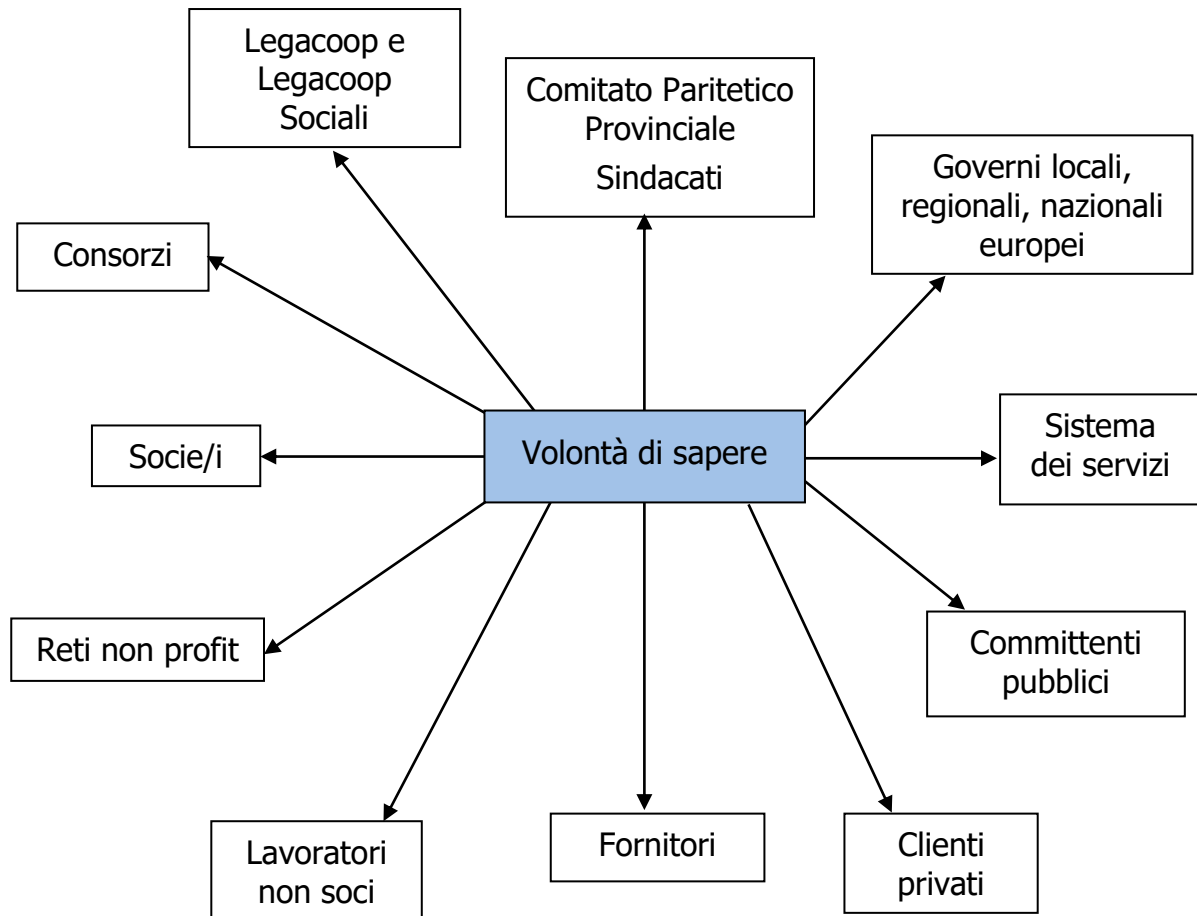 Legacoop e
Legacoop
Sociali
Comitato Paritetico
Provinciale
Sindacati
Governi locali,
regionali, nazionali
europei
Consorzi
Socie/i
Volontà di sapere
Sistema
dei servizi
Reti non profit
Committenti
pubblici
Lavoratori
non soci
Fornitori
Clienti
privati